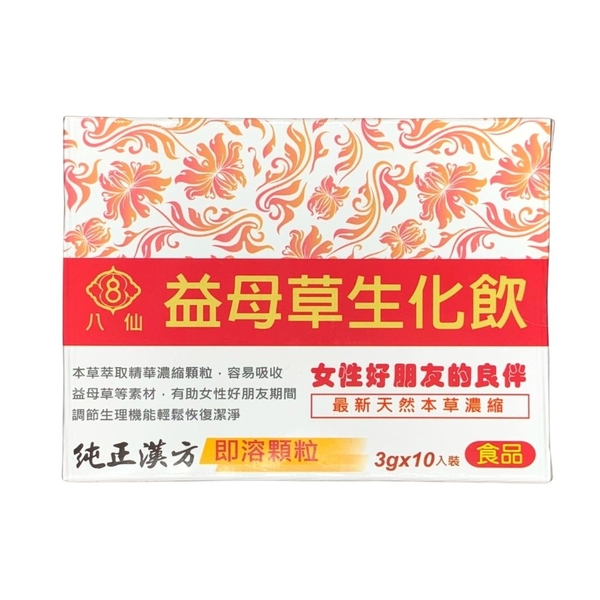 8
八仙
益母草生化飲
本草萃取精華濃縮顆粒，容易吸收
益母草等素材，有助女性好朋友期間
調節生理機能輕鬆恢復潔淨
女性好朋友的良伴
最新天然本草濃縮
純正漢方
即溶顆粒
3gx10入裝
食品